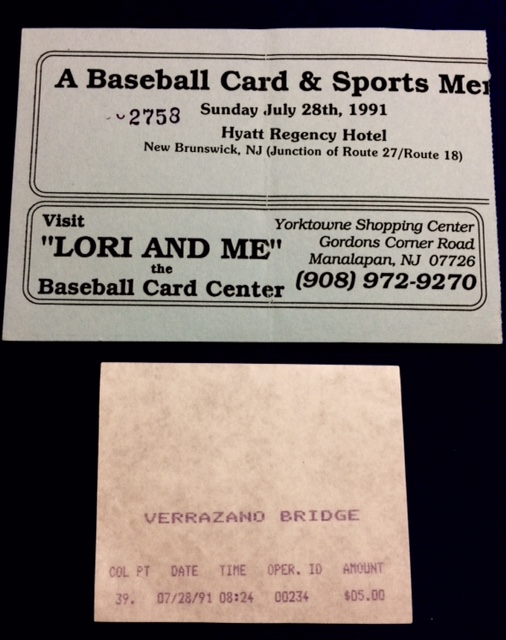 A Baseball Card & Sports Mem
2758
Sunday July 28th, 1991
Hyatt Regency Hotel
New Brunswick, NJ (Junction of Route 27/Route 18)
Visit
"LORI AND ME"
the
Baseball Card Center
Yorktowne Shopping Center
Gordons Corner Road
Manalapan, NJ 07726
(908) 972-9270
VERRAZANO BRIDGE
COL PT DATE TIME OPER. ID AMOUNT
39. 07/28/91 08:24 00234 $05.00